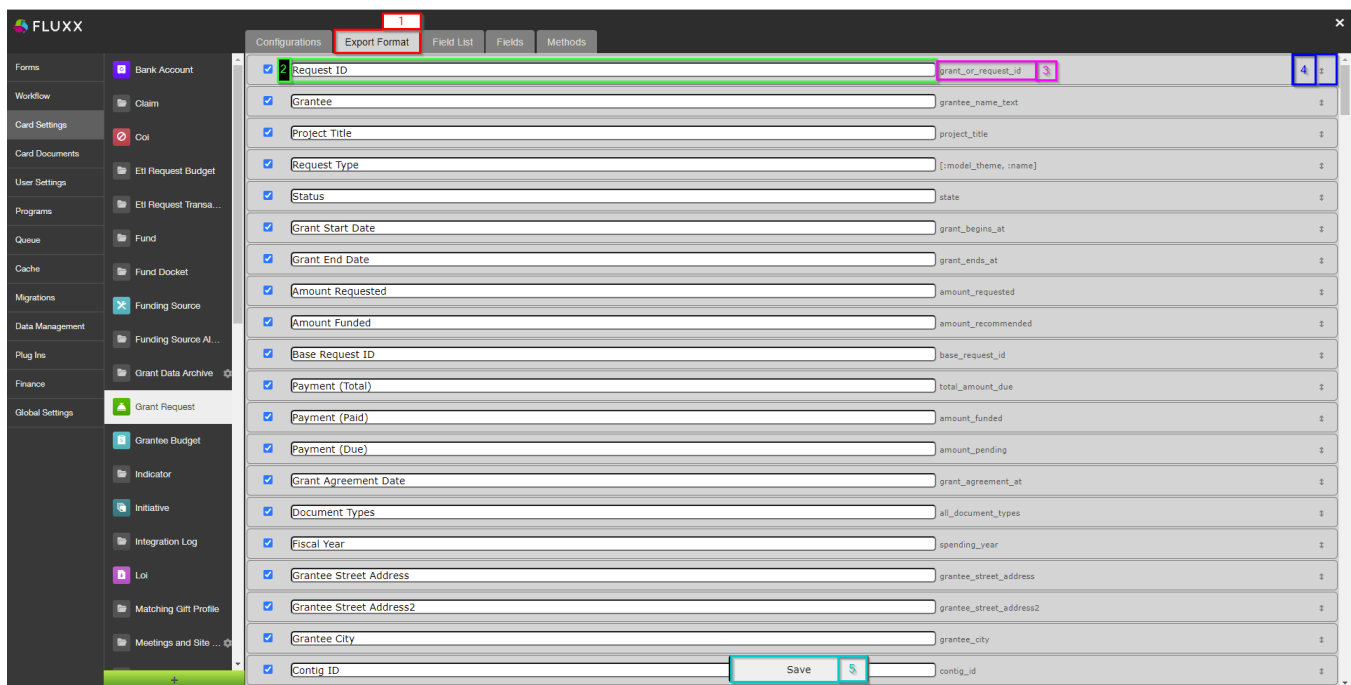 FLUXX
1
Configurations Export Format Field List Fields Methods
Forms
Workflow
Card Settings
Card Documents
User Settings
Programs
Queue
Cache
Migrations
Data Management
Plug Ins
Finance
Global Settings
Bank Account
Claim
Coi
Etl Request Budget
Etl Request Transa...
Fund
Fund Docket
Funding Source
Funding Source Al...
Grant Data Archive
Grant Request
Grantee Budget
Indicator
Initiative
Integration Log
Loi
Matching Gift Profile
Meetings and Site ...
+
2 Request ID grant_or_request_id 3 4
Grantee grantee_name_text
Project Title project_title
Request Type [:model_theme, :name]
Status state
Grant Start Date grant_begins_at
Grant End Date grant_ends_at
Amount Requested amount_requested
Amount Funded amount_recommended
Base Request ID base_request_id
Payment (Total) total_amount_due
Payment (Paid) amount_funded
Payment (Due) amount_pending
Grant Agreement Date grant_agreement_at
Document Types all_document_types
Fiscal Year spending_year
Grantee Street Address grantee_street_address
Grantee Street Address2 grantee_street_address2
Grantee City grantee_city
Contig ID contig_id
Save 5